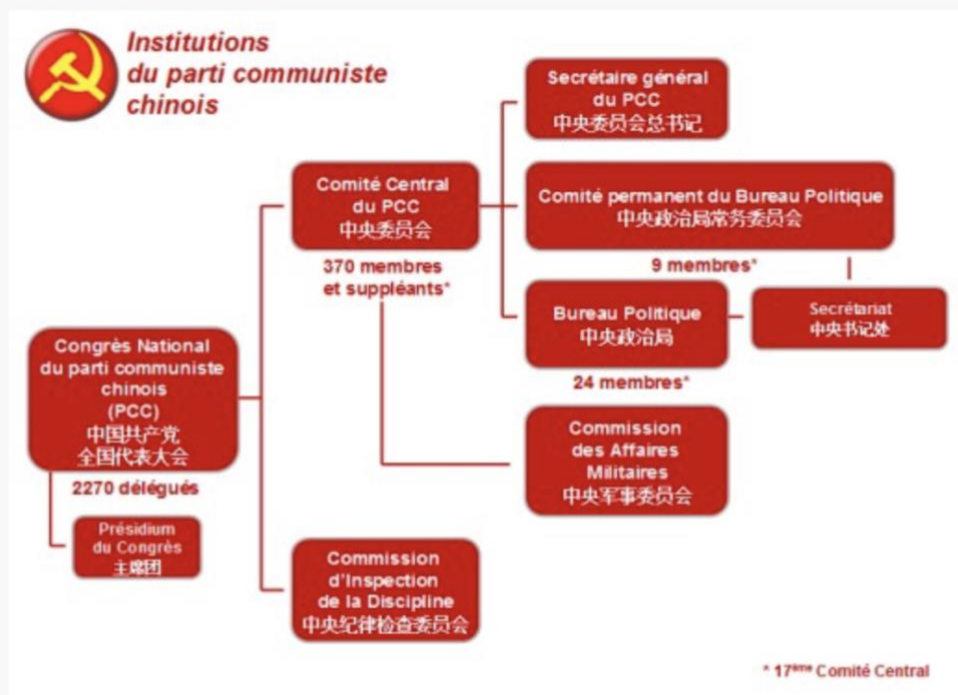 Institutions
du parti communiste
chinois
Secrétaire général
du PCC
中央委员会总书记
Comité Central
du PCC
中央委员会
370 membres
et suppléants*
Comité permanent du Bureau Politique
中央政治局常务委员会
9 membres*
Bureau Politique
中央政治局
24 membres*
Secrétariat
中央书记处
Congrès National
du parti communiste
chinois
(PCC)
中国共产党
全国代表大会
2270 délégués
Présidium
du Congrès
主席团
Commission
des Affaires
Militaires
中央军事委员会
Commission
d'Inspection
de la Discipline
中央纪律检查委员会
* 17ème Comité Central